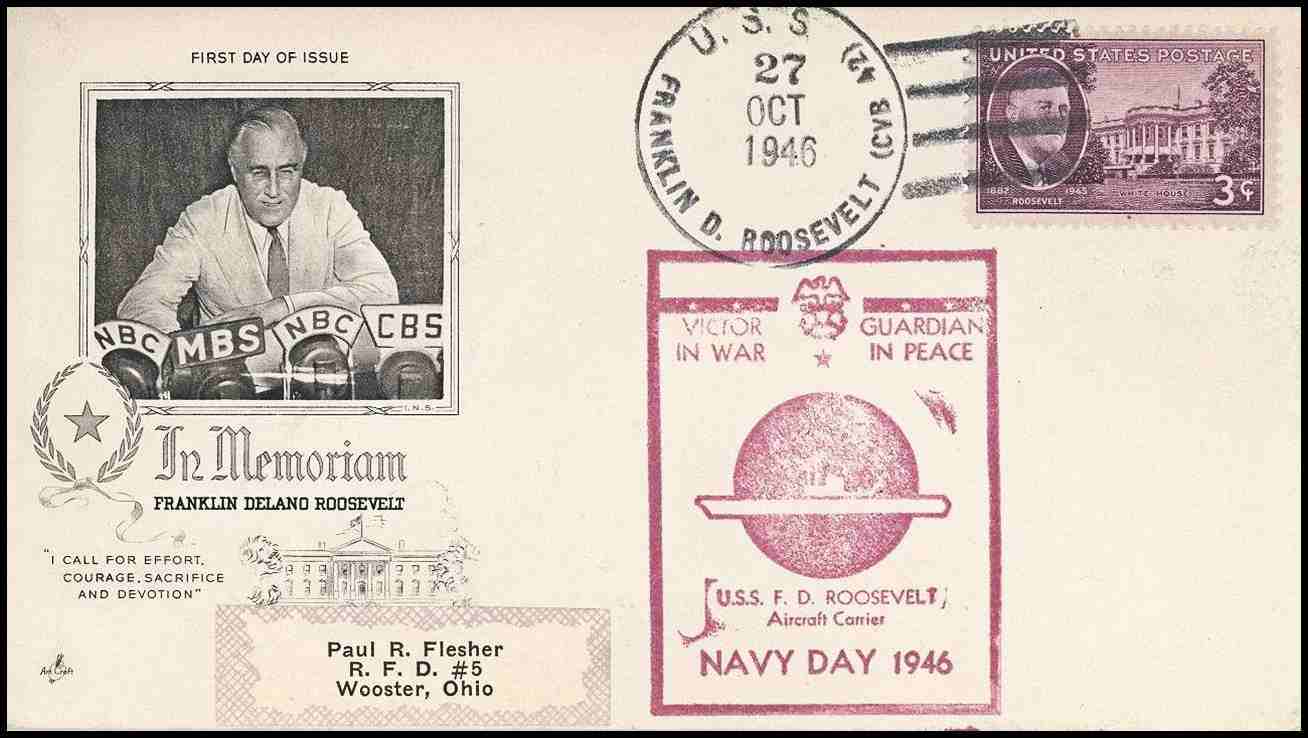 FIRST DAY OF ISSUE
NBC
MBS
NBC
CBS
I.N.S.
In Memoriam
FRANKLIN DELANO ROOSEVELT
"I CALL FOR EFFORT,
COURAGE, SACRIFICE
AND DEVOTION"
Art Craft
Paul R. Flesher
R. F. D. #5
Wooster, Ohio
U. S. S
FRANKLIN D. ROOSEVELT (CVB 42)
27
OCT
1946
UNITED STATES POSTAGE
1882 1945
ROOSEVELT
WHITE HOUSE
3¢
VICTOR
IN WAR
GUARDIAN
IN PEACE
U.S.S. F. D. ROOSEVELT
Aircraft Carrier
NAVY DAY 1946